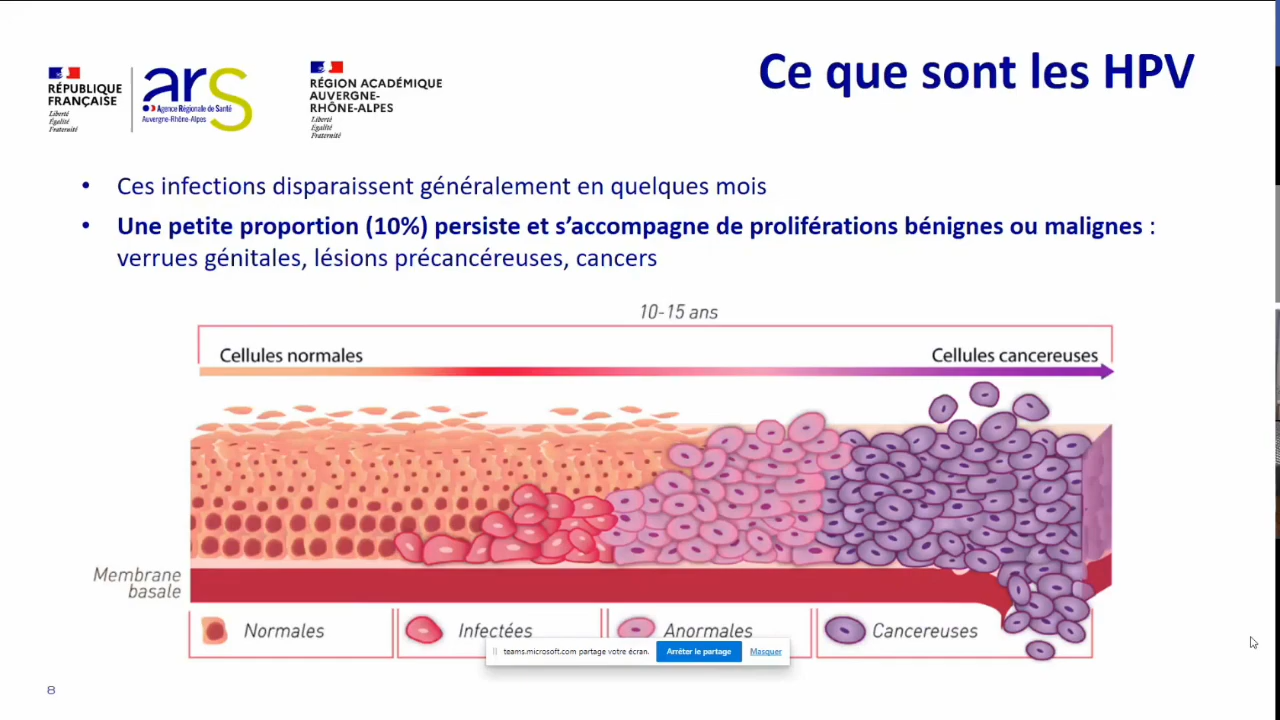 Ce que sont les HPV
RÉPUBLIQUE
FRANÇAISE
Liberté
Égalité
Fraternité
ars
Agence Régionale de Santé
Auvergne-Rhône-Alpes
RÉGION ACADÉMIQUE
AUVERGNE-
RHÔNE-ALPES
Liberté
Égalité
Fraternité
• Ces infections disparaissent généralement en quelques mois
• Une petite proportion (10%) persiste et s’accompagne de proliférations bénignes ou malignes :
verrues génitales, lésions précancéreuses, cancers
10-15 ans
Cellules normales
Cellules cancereuses
Membrane
basale
Normales
Infectées
Anormales
Cancereuses
teams.microsoft.com partage votre écran.
Arrêter le partage
Masquer
8